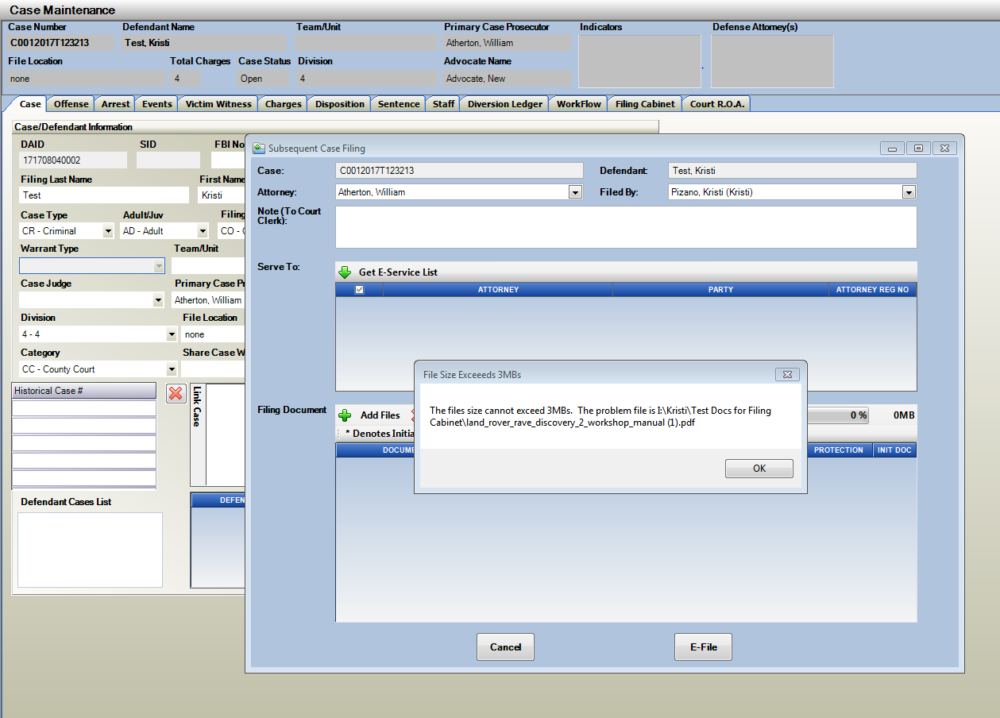 Case Maintenance
Case Number Defendant Name Team/Unit Primary Case Prosecutor Indicators Defense Attorney(s)
C0012017T123213 Test, Kristi Atherton, William
File Location Total Charges Case Status Division Advocate Name
none 4 Open 4 Advocate, New
Case Offense Arrest Events Victim Witness Charges Disposition Sentence Staff Diversion Ledger WorkFlow Filing Cabinet Court R.O.A.
Case/Defendant Information
DAID SID FBI No
171708040002
Filing Last Name First Name
Test Kristi
Case Type Adult/Juv Filing
CR - Criminal AD - Adult CO -
Warrant Type Team/Unit
Case Judge Primary Case Pr
Atherton, William
Division File Location
4 - 4 none
Category Share Case W
CC - County Court
Historical Case #
Link Case
Defendant Cases List
DEFEN
Subsequent Case Filing
Case: C0012017T123213 Defendant: Test, Kristi
Attorney: Atherton, William Filed By: Pizano, Kristi (Kristi)
Note (To Court
Clerk):
Serve To: Get E-Service List
ATTORNEY PARTY ATTORNEY REG NO
Filing Document Add Files 0 % 0MB
* Denotes Initia
DOCUME PROTECTION INIT DOC
Cancel E-File
File Size Exceeeds 3MBs
The files size cannot exceed 3MBs. The problem file is I:\Kristi\Test Docs for Filing
Cabinet\land_rover_rave_discovery_2_workshop_manual (1).pdf
OK